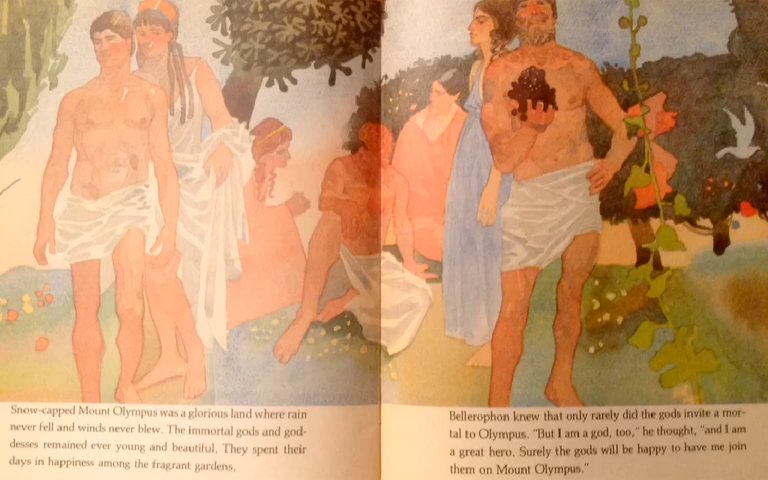 Snow-capped Mount Olympus was a glorious land where rain
never fell and winds never blew. The immortal gods and god-
desses remained ever young and beautiful. They spent their
days in happiness among the fragrant gardens.
Bellerophon knew that only rarely did the gods invite a mor-
tal to Olympus. "But I am a god, too," he thought, "and I am
a great hero. Surely the gods will be happy to have me join
them on Mount Olympus."